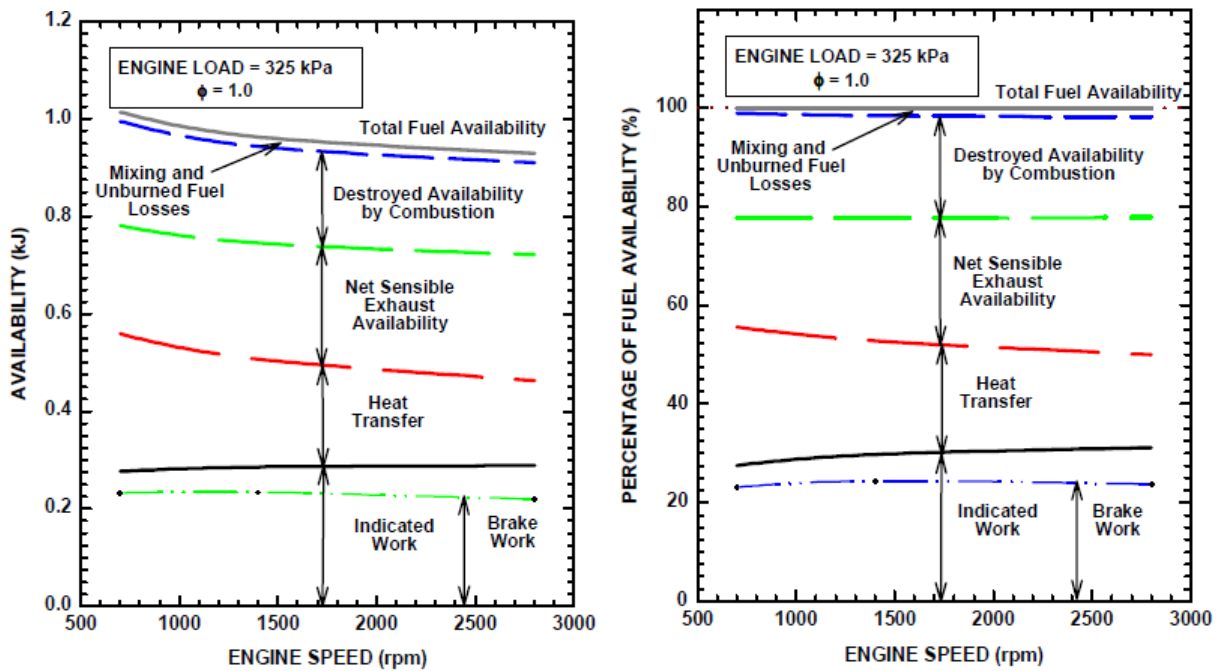 1.2
1.0
0.8
0.6
0.4
0.2
0.0
AVAILABILITY (kJ)
ENGINE LOAD = 325 kPa
ϕ = 1.0
Total Fuel Availability
Mixing and
Unburned Fuel
Losses
Destroyed Availability
by Combustion
Net Sensible
Exhaust
Availability
Heat
Transfer
Indicated
Work
Brake
Work
500 1000 1500 2000 2500 3000
ENGINE SPEED (rpm)
100
80
60
40
20
0
PERCENTAGE OF FUEL AVAILABILITY (%)
ENGINE LOAD = 325 kPa
ϕ = 1.0
Total Fuel Availability
Mixing and
Unburned Fuel
Losses
Destroyed Availability
by Combustion
Net Sensible
Exhaust
Availability
Heat
Transfer
Indicated
Work
Brake
Work
500 1000 1500 2000 2500 3000
ENGINE SPEED (rpm)